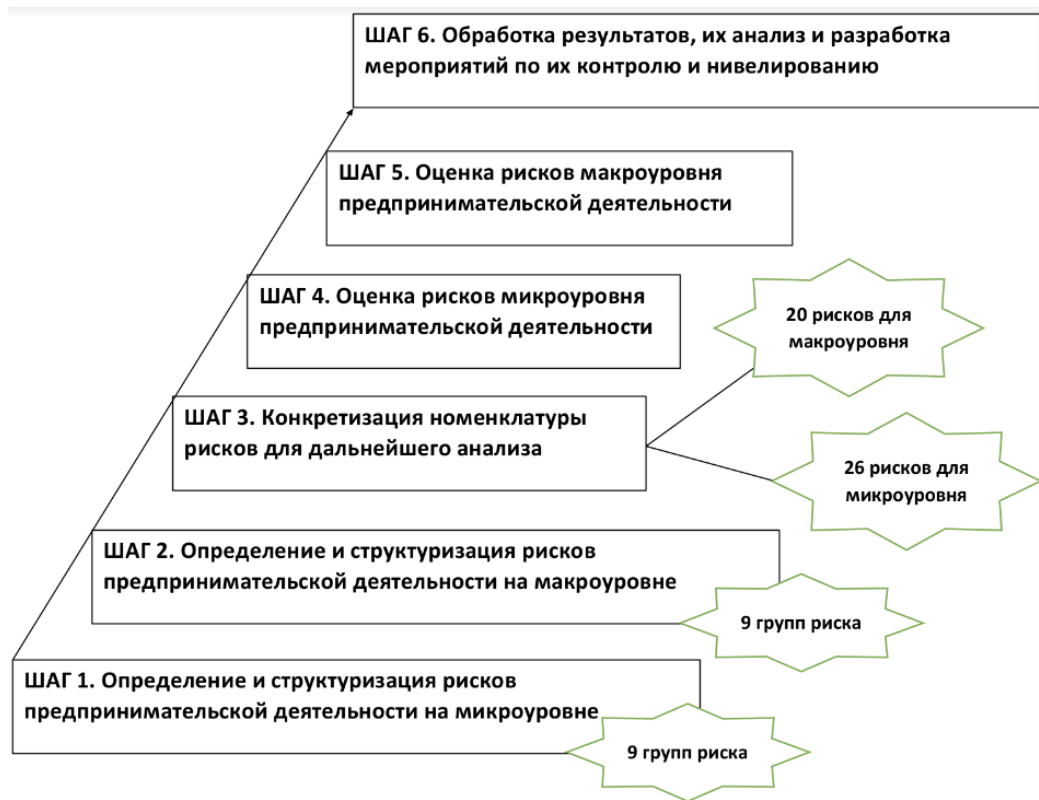 ШАГ 6. Обработка результатов, их анализ и разработка
мероприятий по их контролю и нивелированию
ШАГ 5. Оценка рисков макроуровня
предпринимательской деятельности
ШАГ 4. Оценка рисков микроуровня
предпринимательской деятельности
20 рисков для
макроуровня
ШАГ 3. Конкретизация номенклатуры
рисков для дальнейшего анализа
26 рисков для
микроуровня
ШАГ 2. Определение и структуризация рисков
предпринимательской деятельности на макроуровне
9 групп риска
ШАГ 1. Определение и структуризация рисков
предпринимательской деятельности на микроуровне
9 групп риска